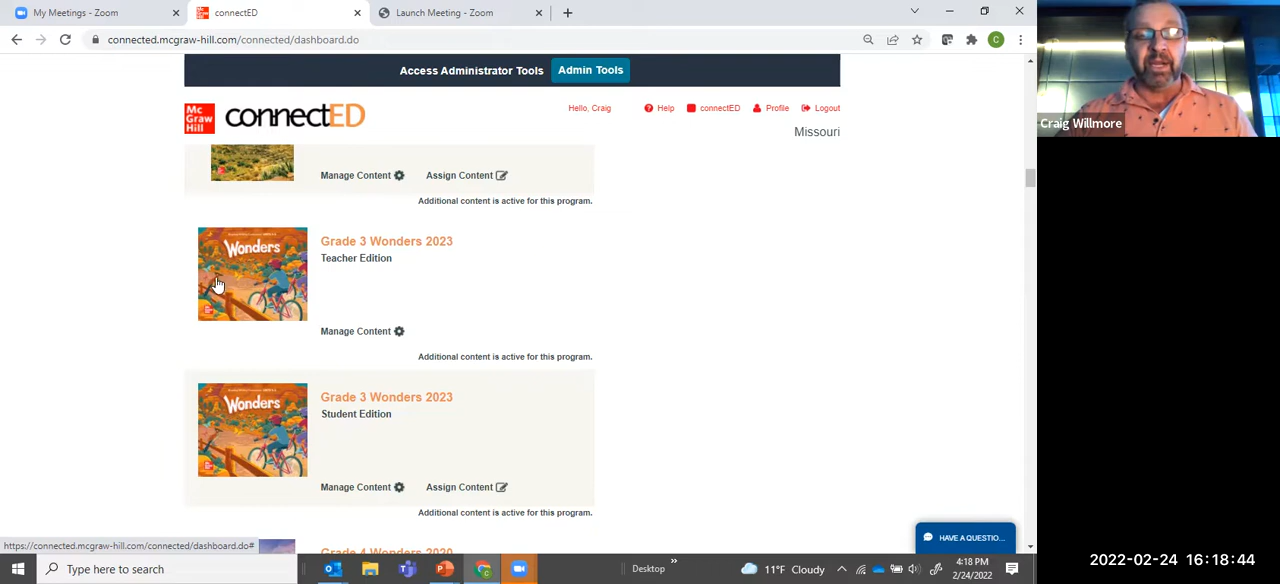 My Meetings - Zoom
connectED
Launch Meeting - Zoom
connected.mcgraw-hill.com/connected/dashboard.do
C
Access Administrator Tools
Admin Tools
Mc
Graw
Hill
connectED
Hello, Craig
Help
connectED
Profile
Logout
Missouri
Manage Content
Assign Content
Additional content is active for this program.
Wonders
Grade 3 Wonders 2023
Teacher Edition
Manage Content
Additional content is active for this program.
Wonders
Grade 3 Wonders 2023
Student Edition
Manage Content
Assign Content
Additional content is active for this program.
Grade 4 Wonders 2020
HAVE A QUESTIO...
https://connected.mcgraw-hill.com/connected/dashboard.do#
Type here to search
Desktop
11°F Cloudy
4:18 PM
2/24/2022
Craig Willmore
2022-02-24 16:18:44